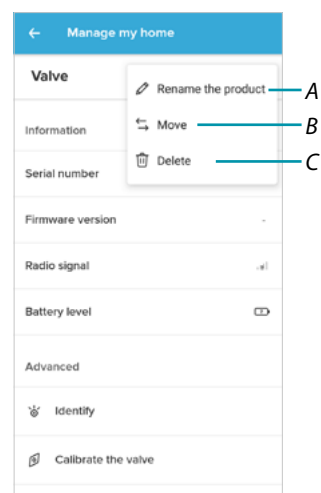 Manage my home
Valve
Rename the product A
Move B
Delete C
Information
Serial number
Firmware version -
Radio signal
Battery level
Advanced
Identify
Calibrate the valve